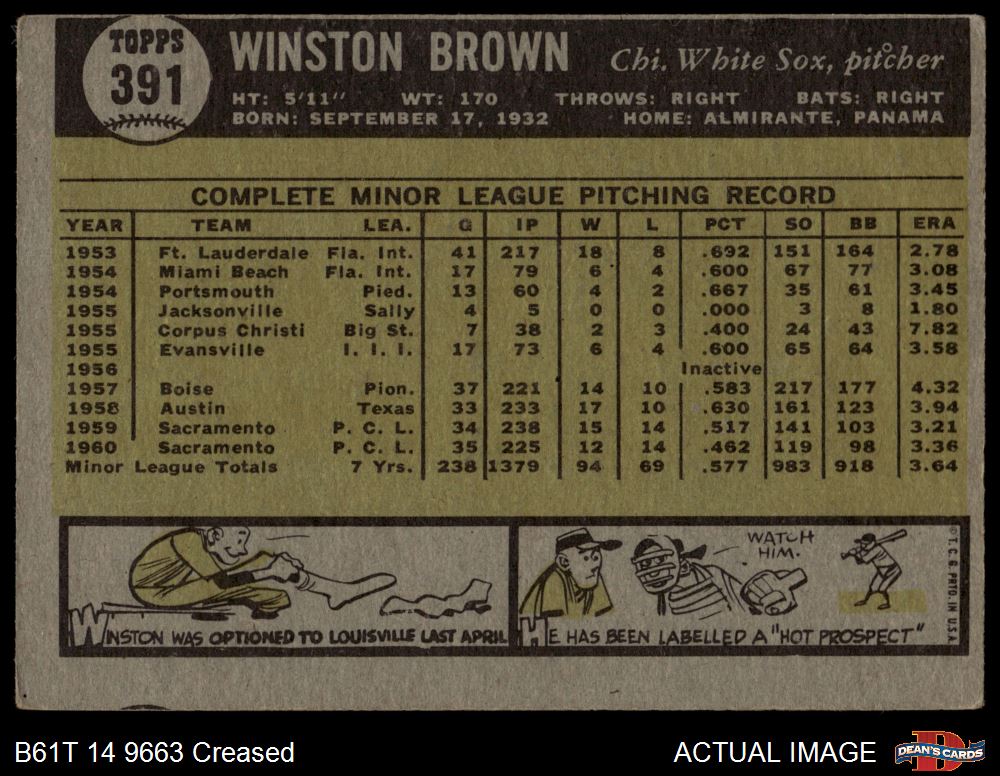 TOPPS
391
WINSTON BROWN Chi. White Sox, pitcher
HT: 5'11" WT: 170 THROWS: RIGHT BATS: RIGHT
BORN: SEPTEMBER 17, 1932 HOME: ALMIRANTE, PANAMA
COMPLETE MINOR LEAGUE PITCHING RECORD
YEAR TEAM LEA. G IP W L PCT SO BB ERA
1953 Ft. Lauderdale Fla. Int. 41 217 18 8 .692 151 164 2.78
1954 Miami Beach Fla. Int. 17 79 6 4 .600 67 77 3.08
1954 Portsmouth Pied. 13 60 4 2 .667 35 61 3.45
1955 Jacksonville Sally 4 5 0 0 .000 3 8 1.80
1955 Corpus Christi Big St. 7 38 2 3 .400 24 43 7.82
1955 Evansville I. I. I. 17 73 6 4 .600 65 64 3.58
1956 Inactive
1957 Boise Pion. 37 221 14 10 .583 217 177 4.32
1958 Austin Texas 33 233 17 10 .630 161 123 3.94
1959 Sacramento P. C. L. 34 238 15 14 .517 141 103 3.21
1960 Sacramento P. C. L. 35 225 12 14 .462 119 98 3.36
Minor League Totals 7 Yrs. 238 1379 94 69 .577 983 918 3.64
WINSTON WAS OPTIONED TO LOUISVILLE LAST APRIL
WATCH
HIM.
HE HAS BEEN LABELLED A "HOT PROSPECT"
© T. C. G. PRTD. IN U.S.A.
B61T 14 9663 Creased ACTUAL IMAGE
D
DEAN'S CARDS